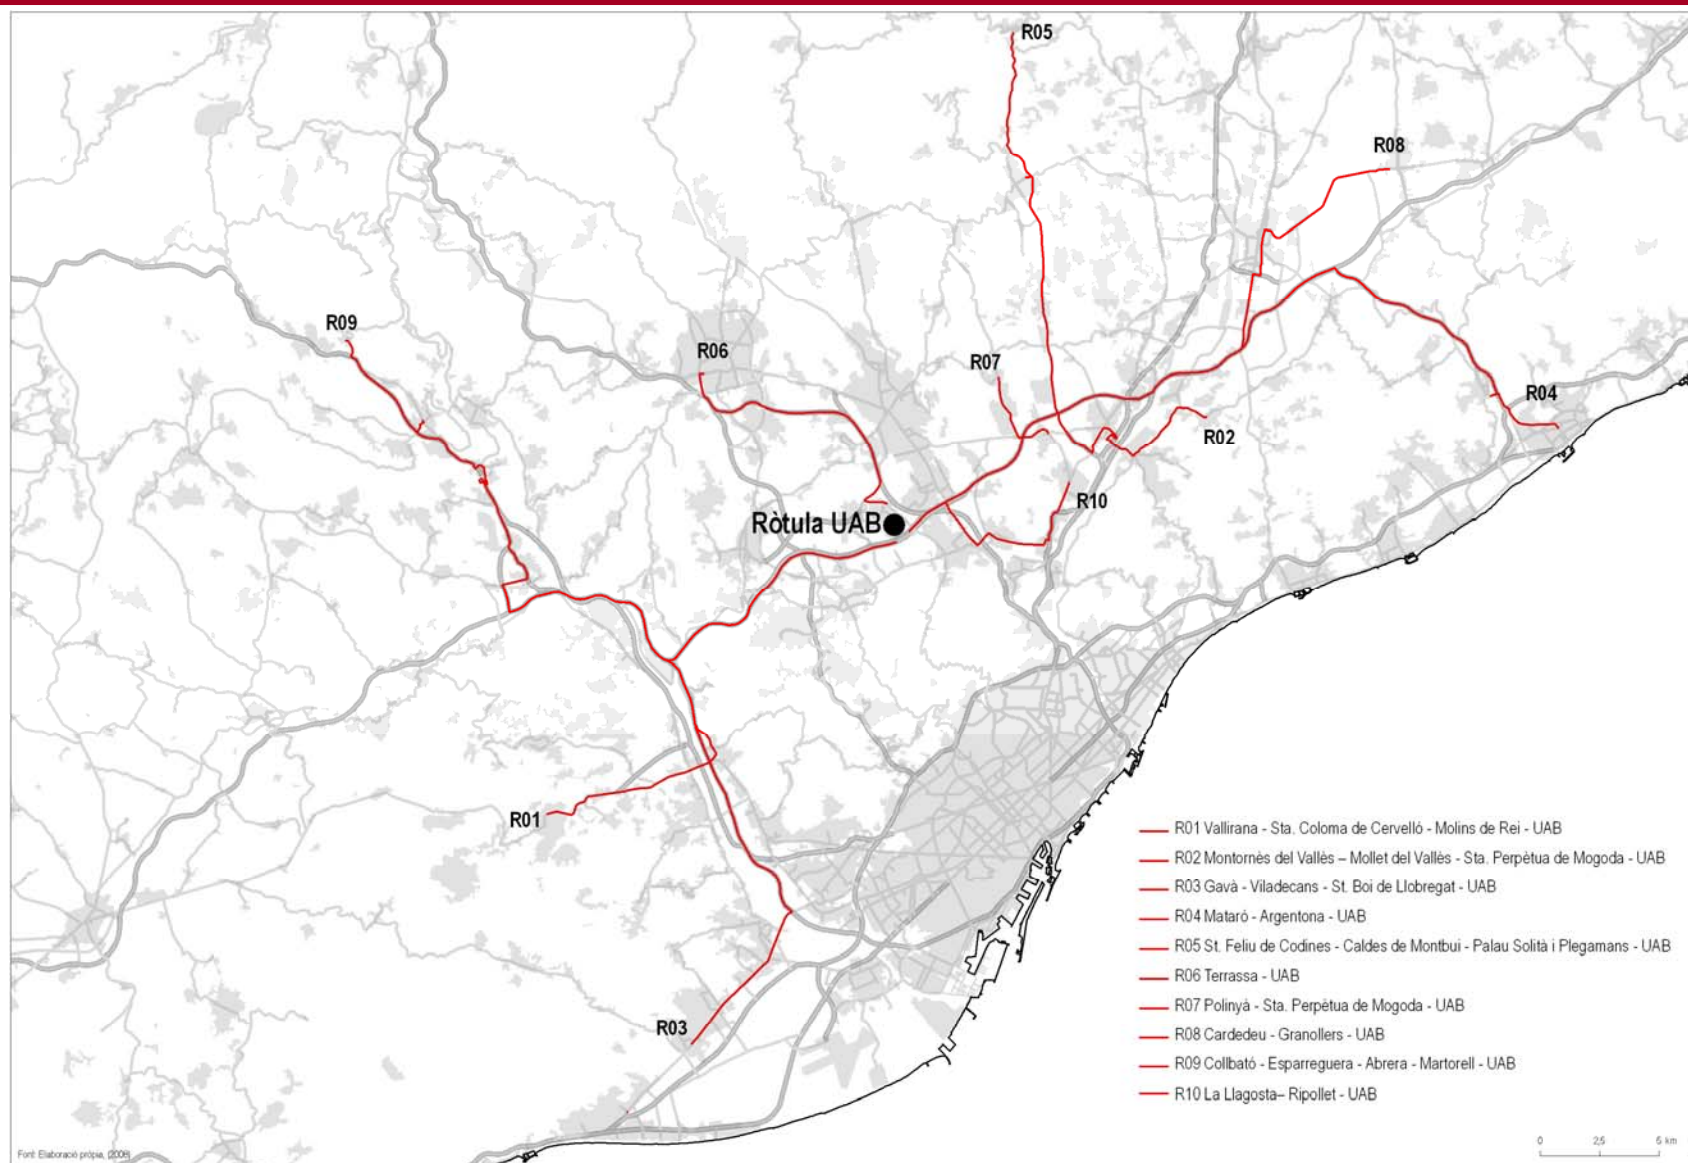 R05
R08
R09
R06
R07
R04
R02
R10
Ròtula UAB
R01
R03
R01 Vallirana - Sta. Coloma de Cervelló - Molins de Rei - UAB
R02 Montornès del Vallès – Mollet del Vallès - Sta. Perpètua de Mogoda - UAB
R03 Gavà - Viladecans - St. Boi de Llobregat - UAB
R04 Mataró - Argentona - UAB
R05 St. Feliu de Codines - Caldes de Montbui - Palau Solità i Plegamans - UAB
R06 Terrassa - UAB
R07 Polinyà - Sta. Perpètua de Mogoda - UAB
R08 Cardedeu - Granollers - UAB
R09 Collbató - Esparreguera - Abrera - Martorell - UAB
R10 La Llagosta– Ripollet - UAB
0 2,5 5 km
Font: Elaboració pròpia, (2008)